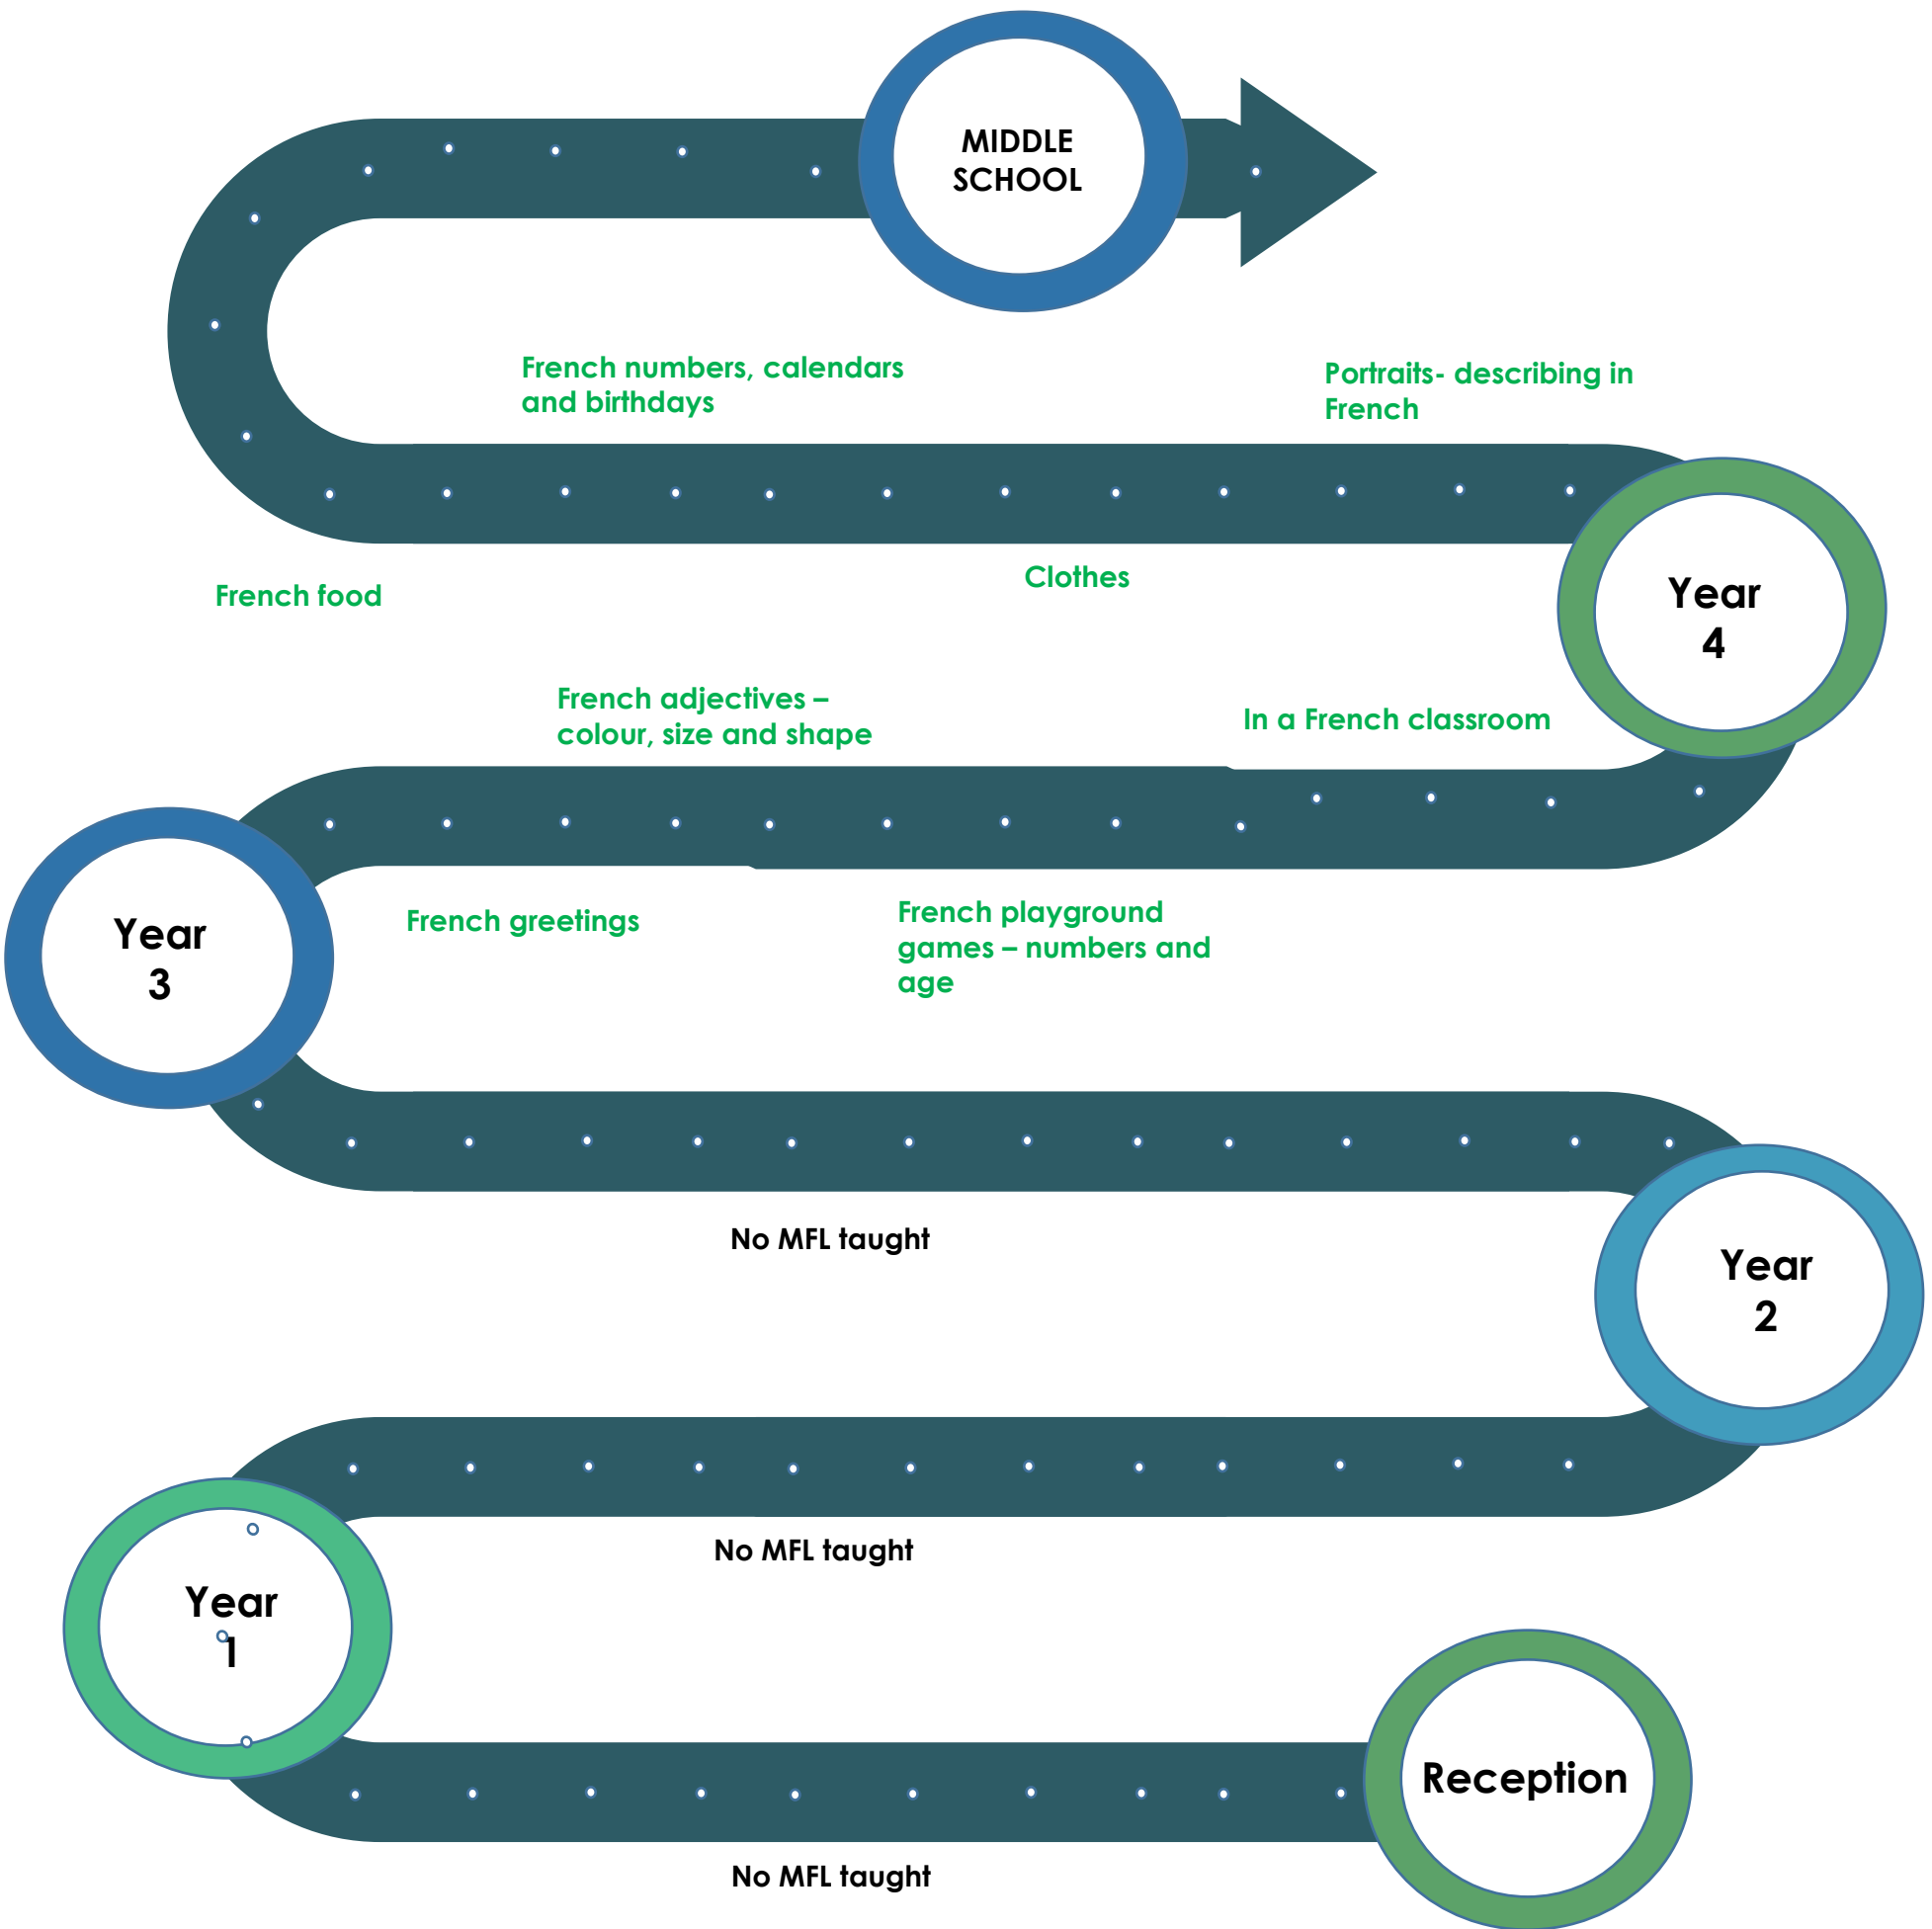 MIDDLE
SCHOOL
French numbers, calendars
and birthdays
Portraits- describing in
French
French food
Clothes
Year
4
French adjectives –
colour, size and shape
In a French classroom
Year
3
French greetings
French playground
games – numbers and
age
No MFL taught
Year
2
No MFL taught
Year
1
Reception
No MFL taught